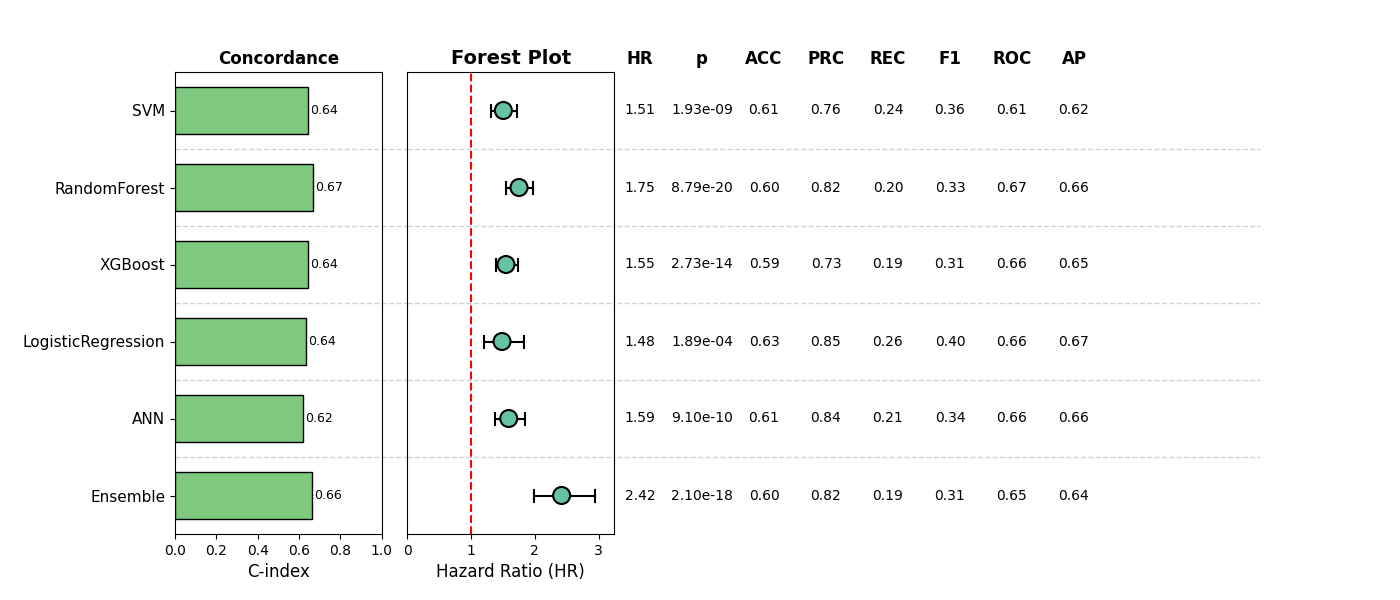 Concordance Forest Plot HR p ACC PRC REC F1 ROC AP
SVM 0.64 1.51 1.93e-09 0.61 0.76 0.24 0.36 0.61 0.62
RandomForest 0.67 1.75 8.79e-20 0.60 0.82 0.20 0.33 0.67 0.66
XGBoost 0.64 1.55 2.73e-14 0.59 0.73 0.19 0.31 0.66 0.65
LogisticRegression 0.64 1.48 1.89e-04 0.63 0.85 0.26 0.40 0.66 0.67
ANN 0.62 1.59 9.10e-10 0.61 0.84 0.21 0.34 0.66 0.66
Ensemble 0.66 2.42 2.10e-18 0.60 0.82 0.19 0.31 0.65 0.64
0.0 0.2 0.4 0.6 0.8 1.0 0 1 2 3
C-index Hazard Ratio (HR)